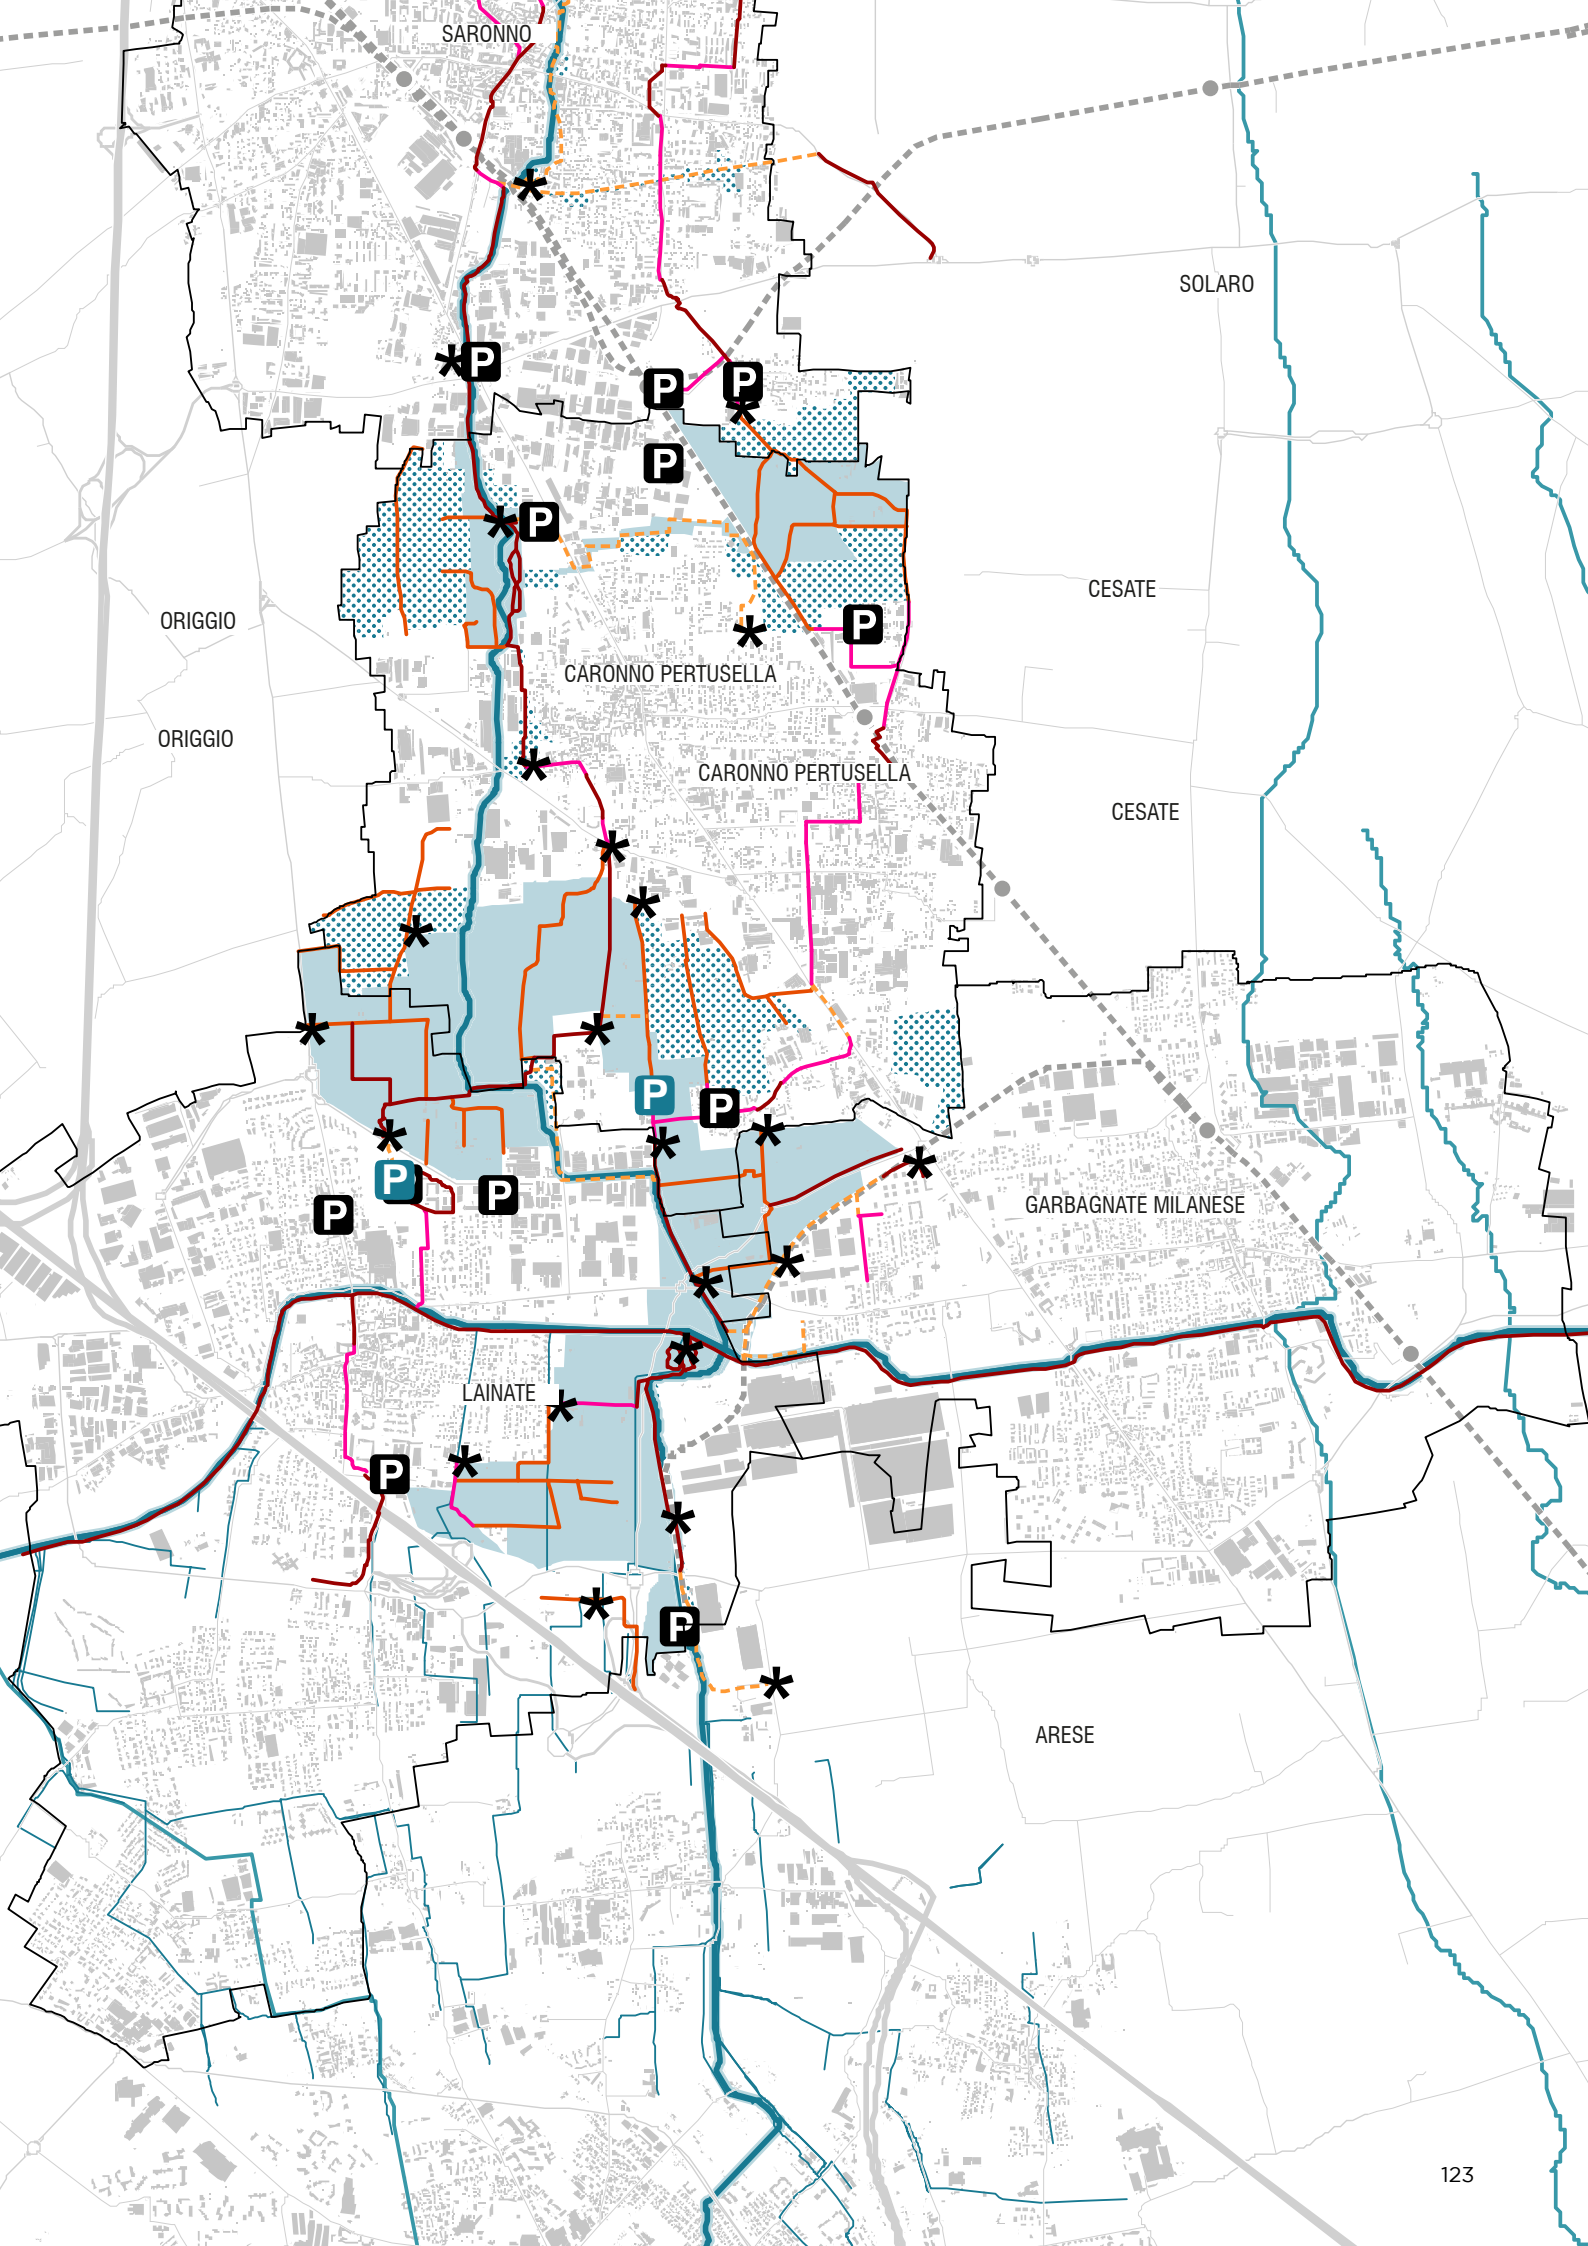 SARONNO
SOLARO
P
P
P
P
P
CESATE
ORIGGIO
P
CARONNO PERTUSELLA
ORIGGIO
CARONNO PERTUSELLA
CESATE
P
P
P
P
P
GARBAGNATE MILANESE
LAINATE
P
P
ARESE
123